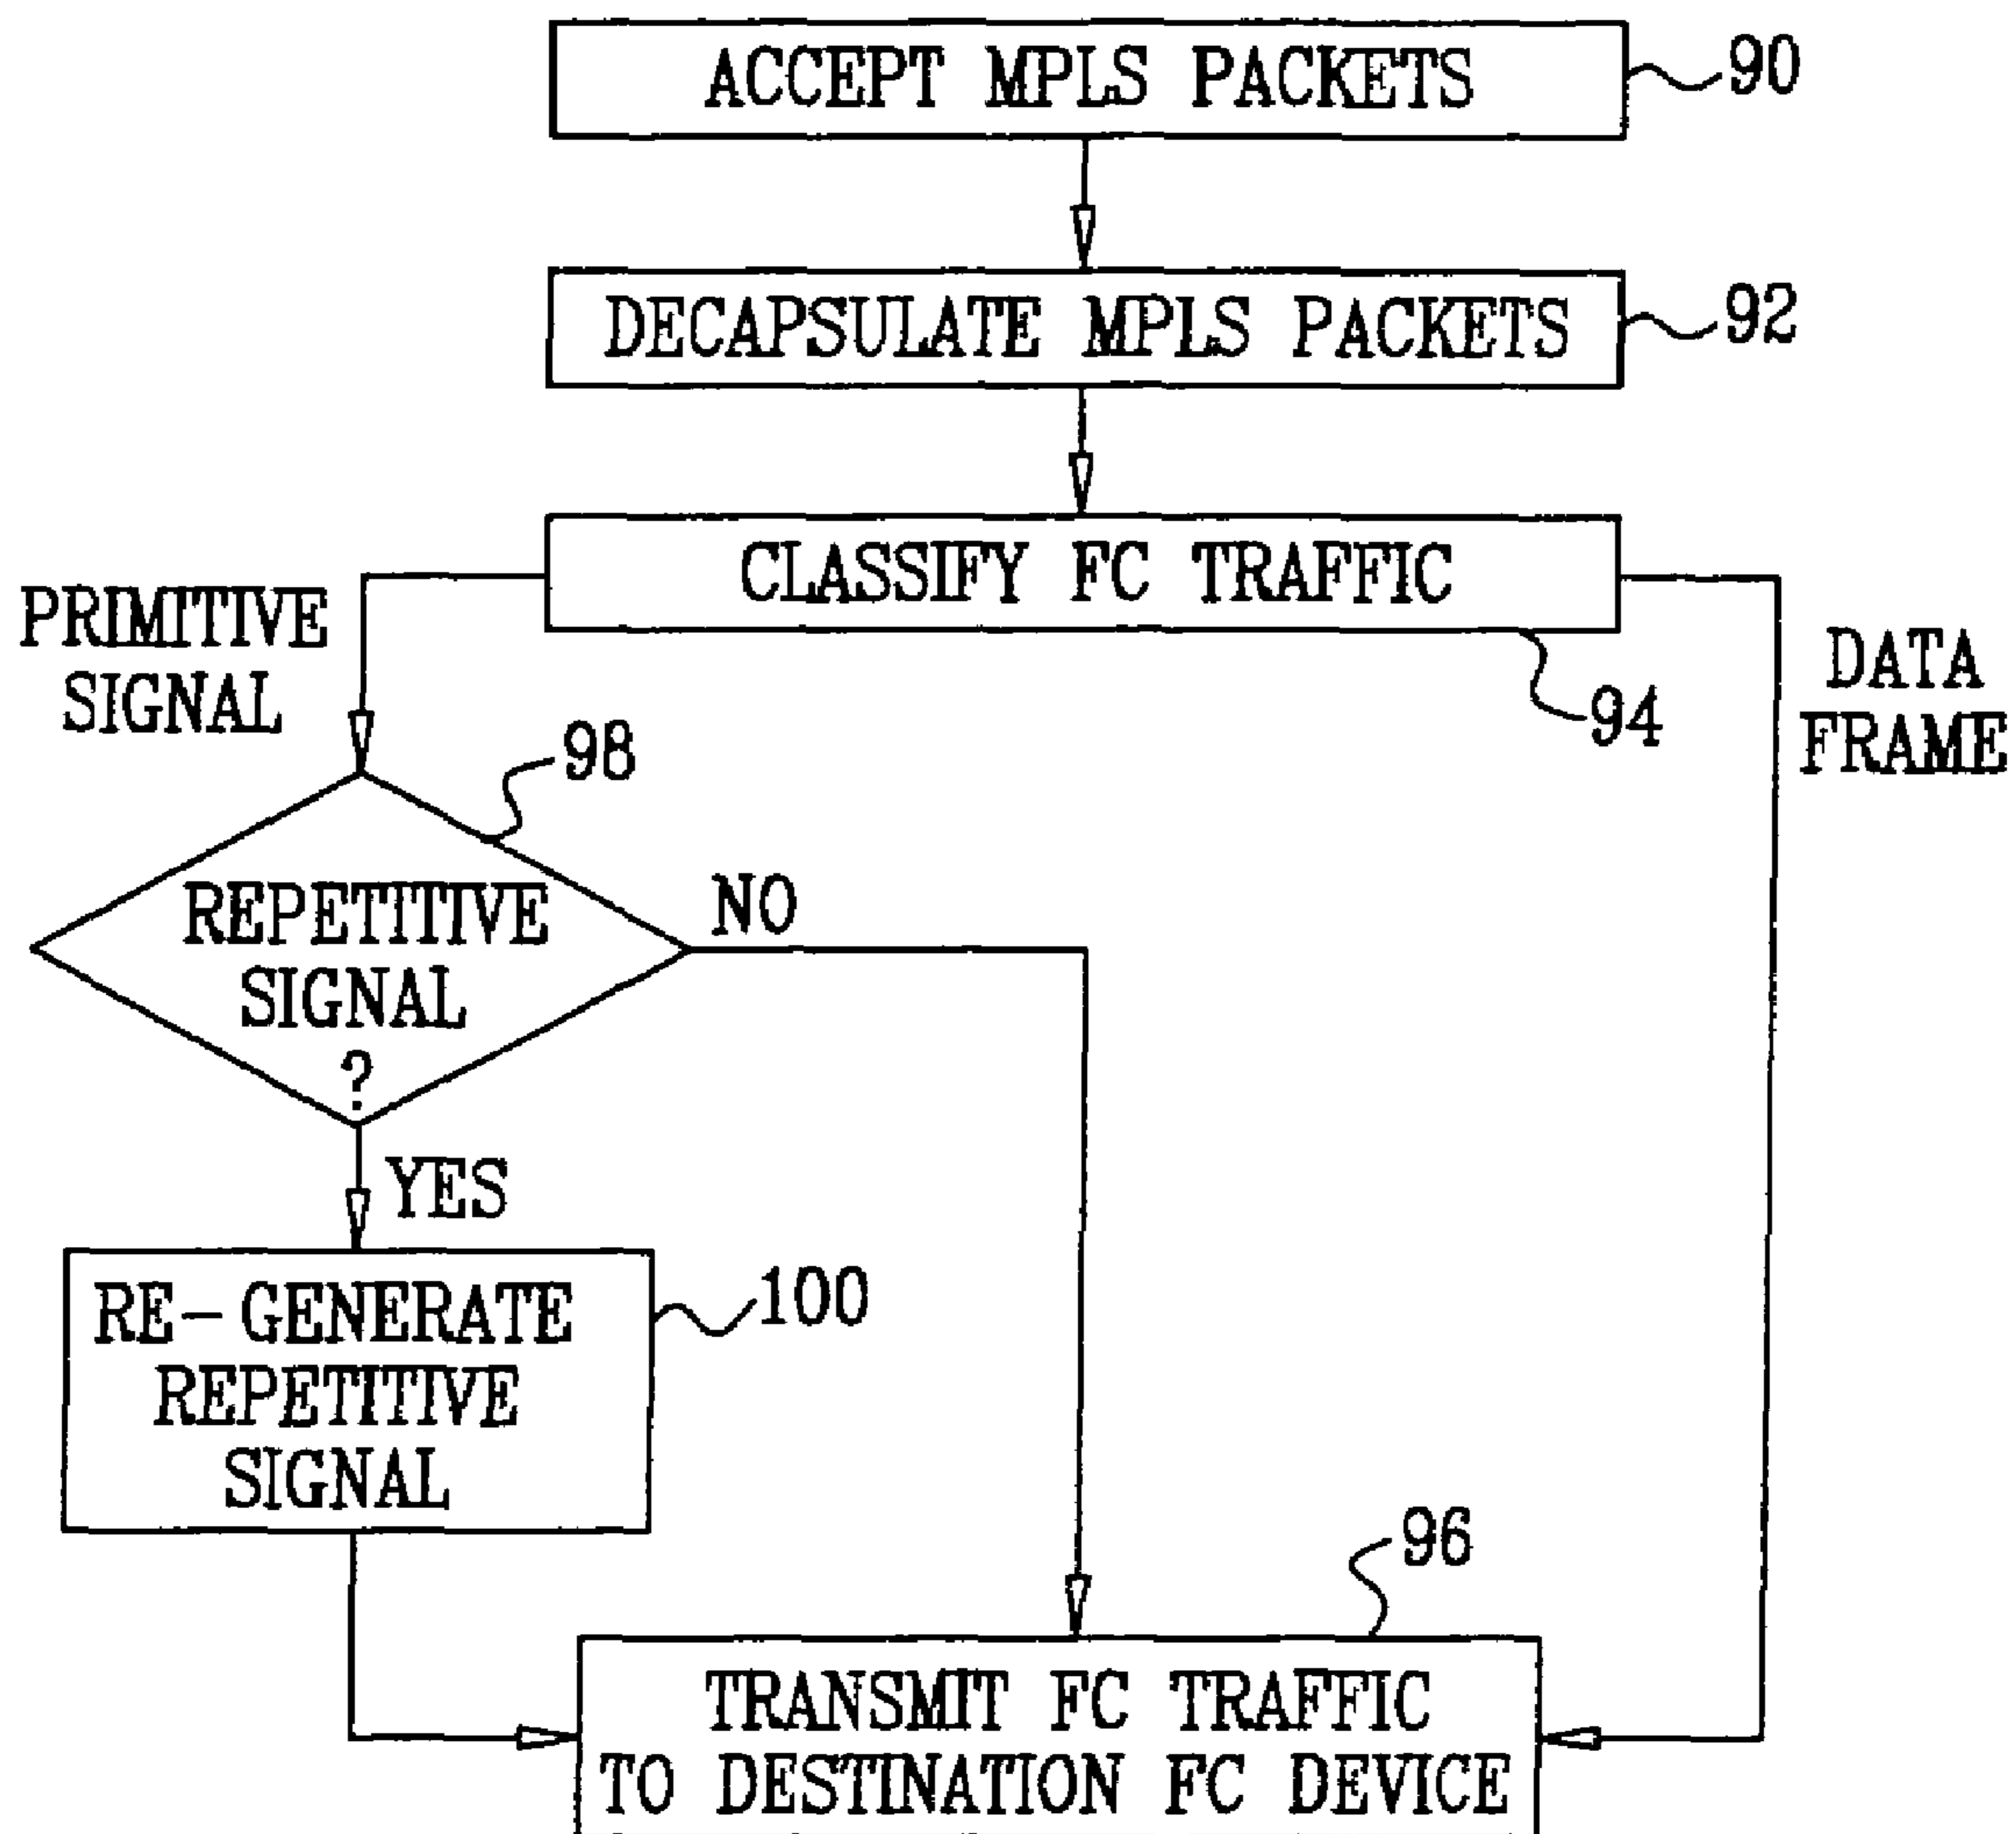 ACCEPT MPLS PACKETS
90
DECAPSULATE MPLS PACKETS
92
CLASSIFY FC TRAFFIC
94
PRIMITIVE
SIGNAL
DATA
FRAME
98
REPETITIVE
SIGNAL
?
NO
YES
RE-GENERATE
REPETITIVE
SIGNAL
100
96
TRANSMIT FC TRAFFIC
TO DESTINATION FC DEVICE